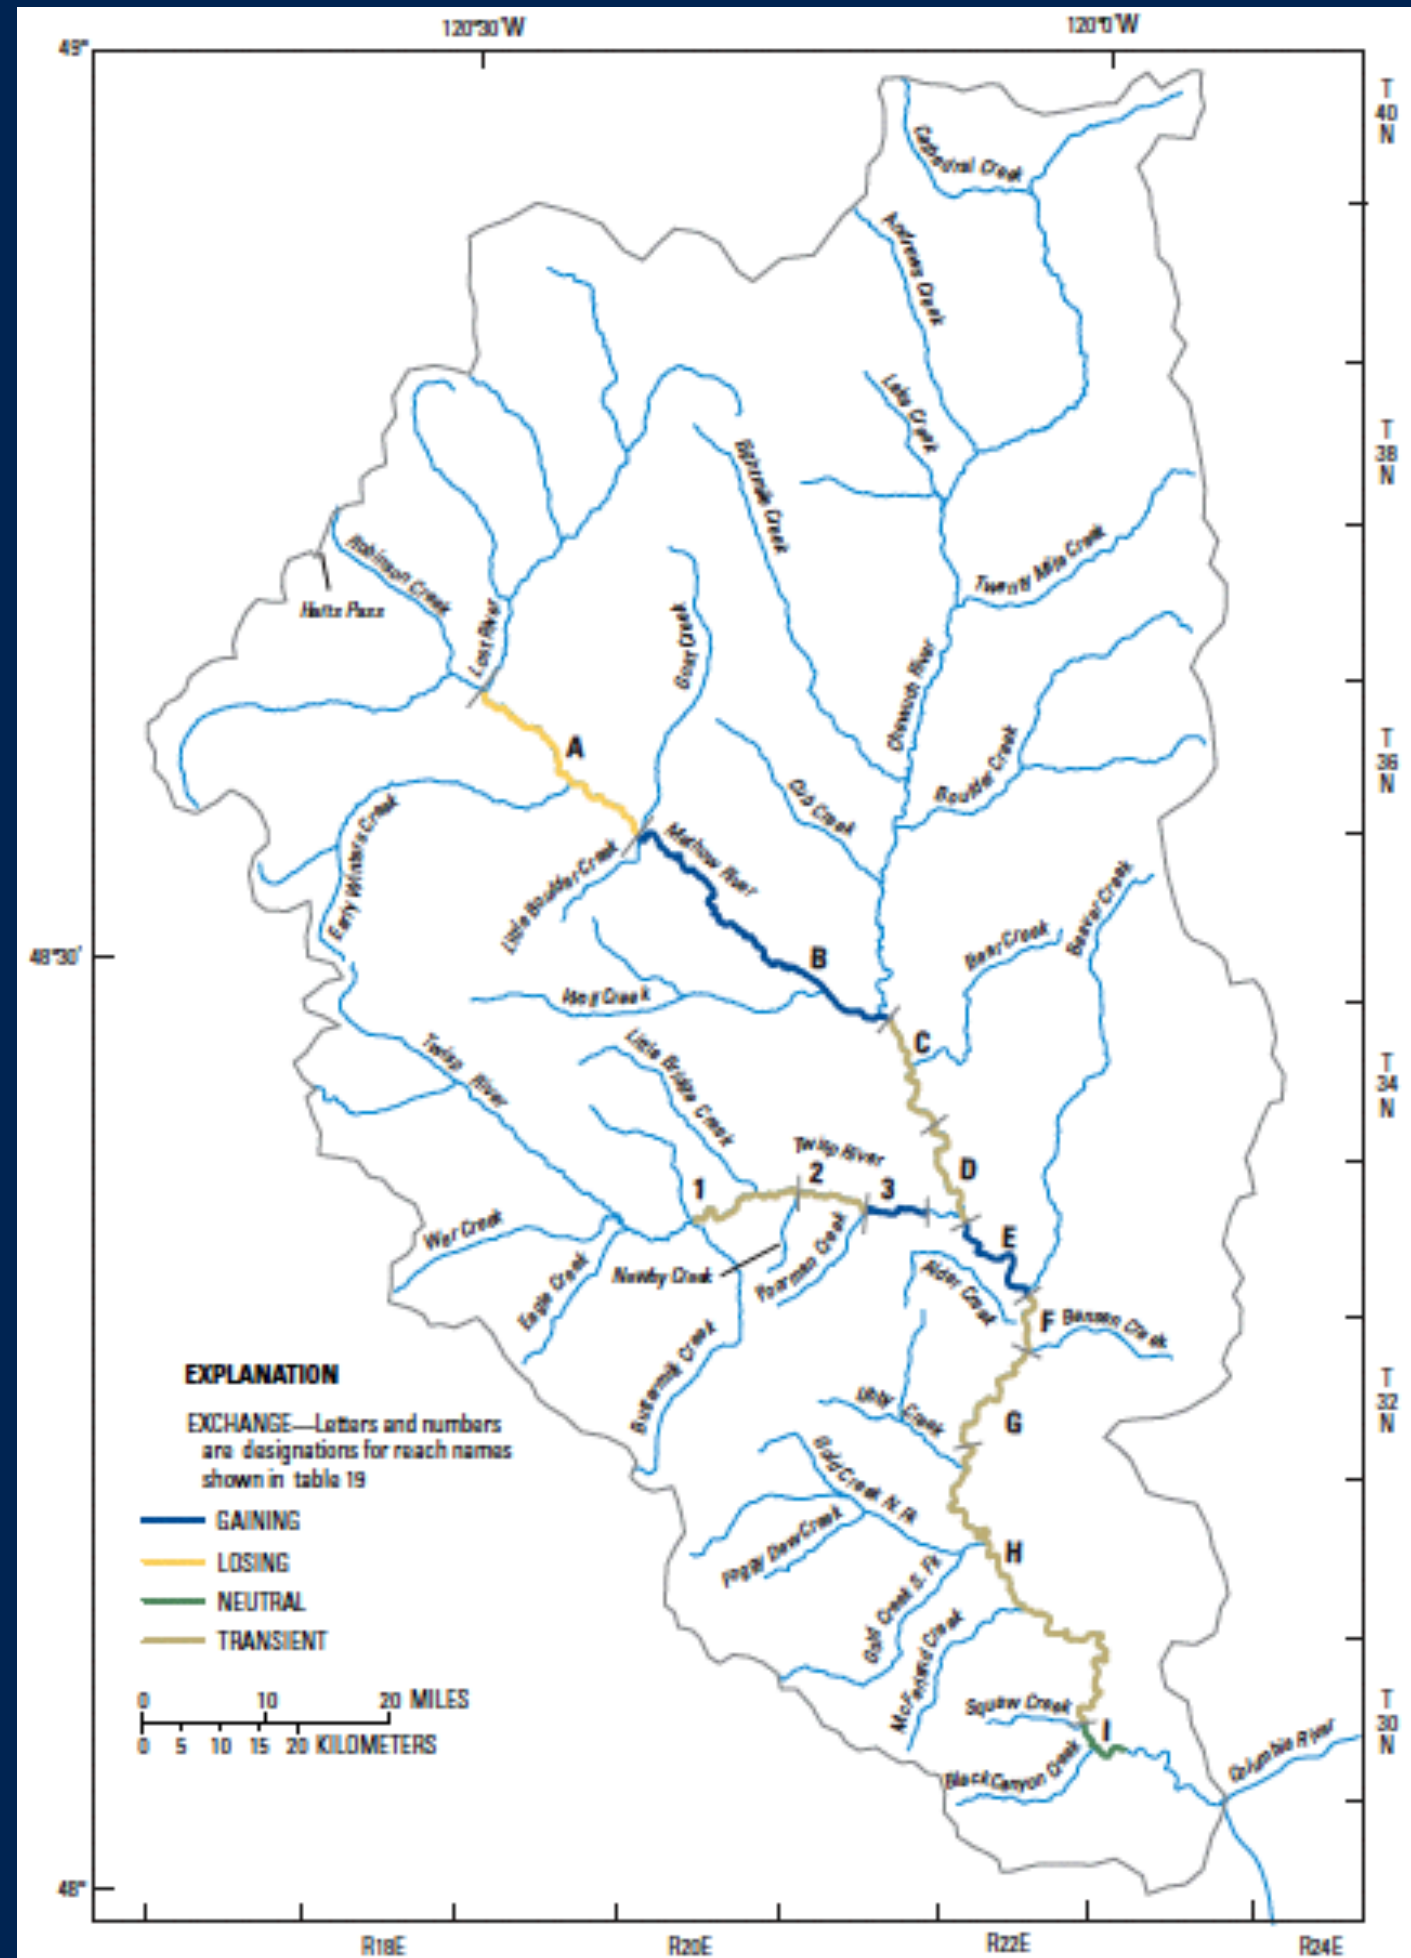 120°30'W
120°0'W
49°
T
40
N
Cathedral Creek
Andrews Creek
Lake Creek
T
38
N
Eightmile Creek
Twenty Mile Creek
Robinson Creek
Harts Pass
Lost River
Goat Creek
Chewuch River
Boulder Creek
T
36
N
A
Cub Creek
Early Winters Creek
Methow River
Little Boulder Creek
Beaver Creek
Bear Creek
48°30'
B
Wolf Creek
C
Twisp River
Little Bridge Creek
T
34
N
Twisp River
D
1
2
3
War Creek
E
Newby Creek
Poorman Creek
Eagle Creek
Alder Creek
F
Benson Creek
Buttermilk Creek
EXPLANATION
T
32
N
Libby Creek
G
EXCHANGE—Letters and numbers
are designations for reach names
shown in table 19
Gold Creek N. Fk
GAINING
Foggy Dew Creek
H
LOSING
Gold Creek S. Fk
NEUTRAL
McFarland Creek
TRANSIENT
0 10 20 MILES
Squaw Creek
T
30
N
I
0 5 10 15 20 KILOMETERS
Columbia River
Black Canyon Creek
48°
R18E
R20E
R22E
R24E